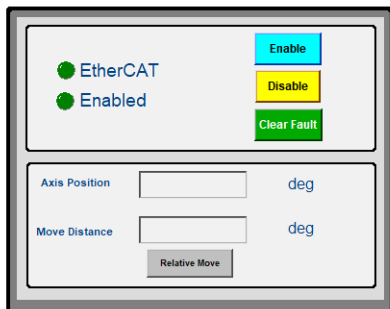 Enable
EtherCAT
Disable
Enabled
Clear Fault
Axis Position deg
Move Distance deg
Relative Move